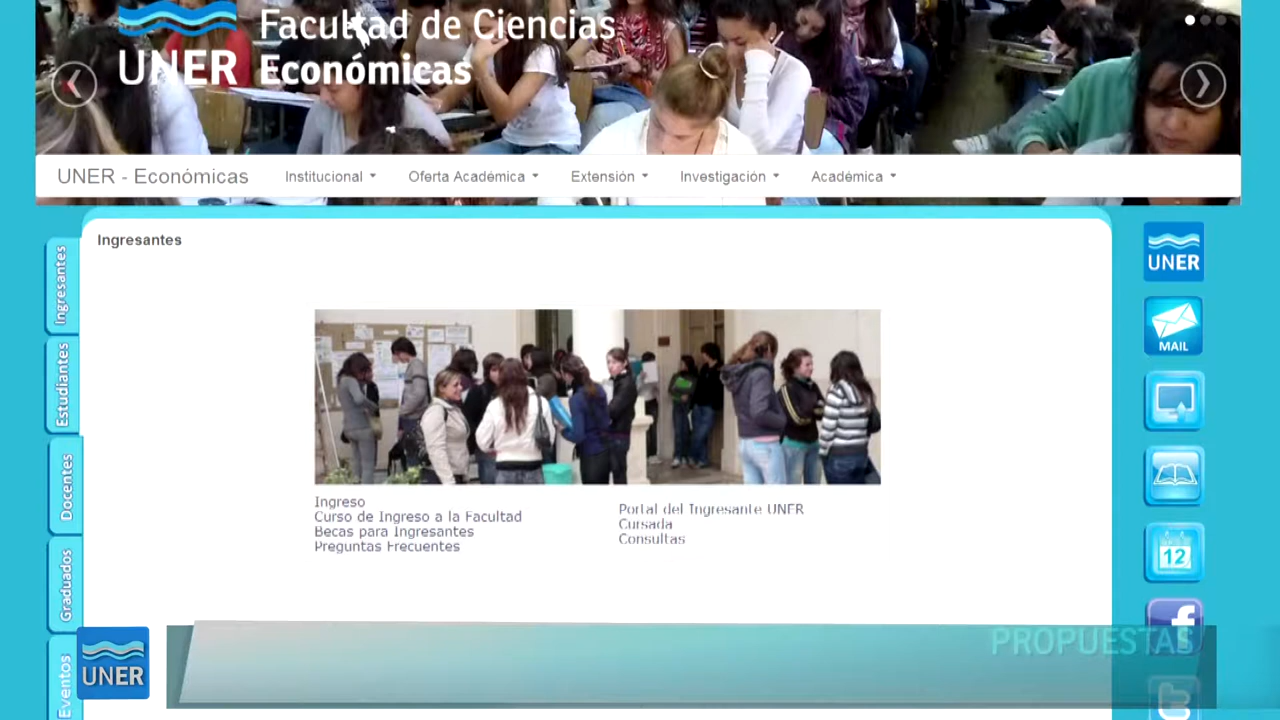 UNER
Facultad de Ciencias
Económicas
UNER - Económicas
Institucional
Oferta Académica
Extensión
Investigación
Académica
Ingresantes
Ingresantes
Estudiantes
Docentes
Graduados
Eventos
Ingreso
Curso de Ingreso a la Facultad
Becas para Ingresantes
Preguntas Frecuentes
Portal del Ingresante UNER
Cursada
Consultas
UNER
MAIL
12
f
t
UNER
PROPUESTAS